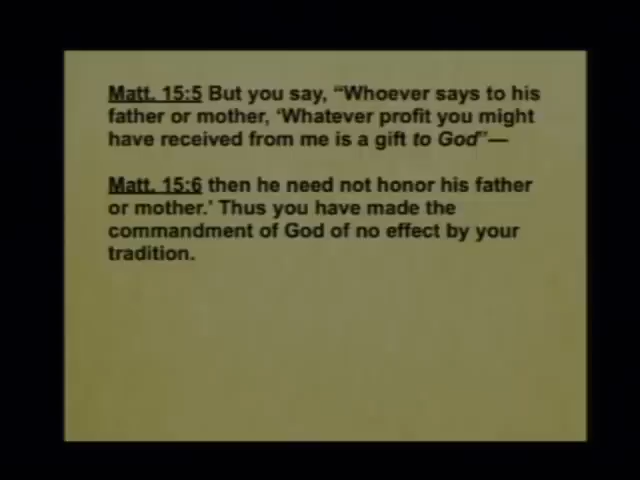 Matt. 15:5 But you say, “Whoever says to his
father or mother, ‘Whatever profit you might
have received from me is a gift to God”—
Matt. 15:6 then he need not honor his father
or mother.’ Thus you have made the
commandment of God of no effect by your
tradition.